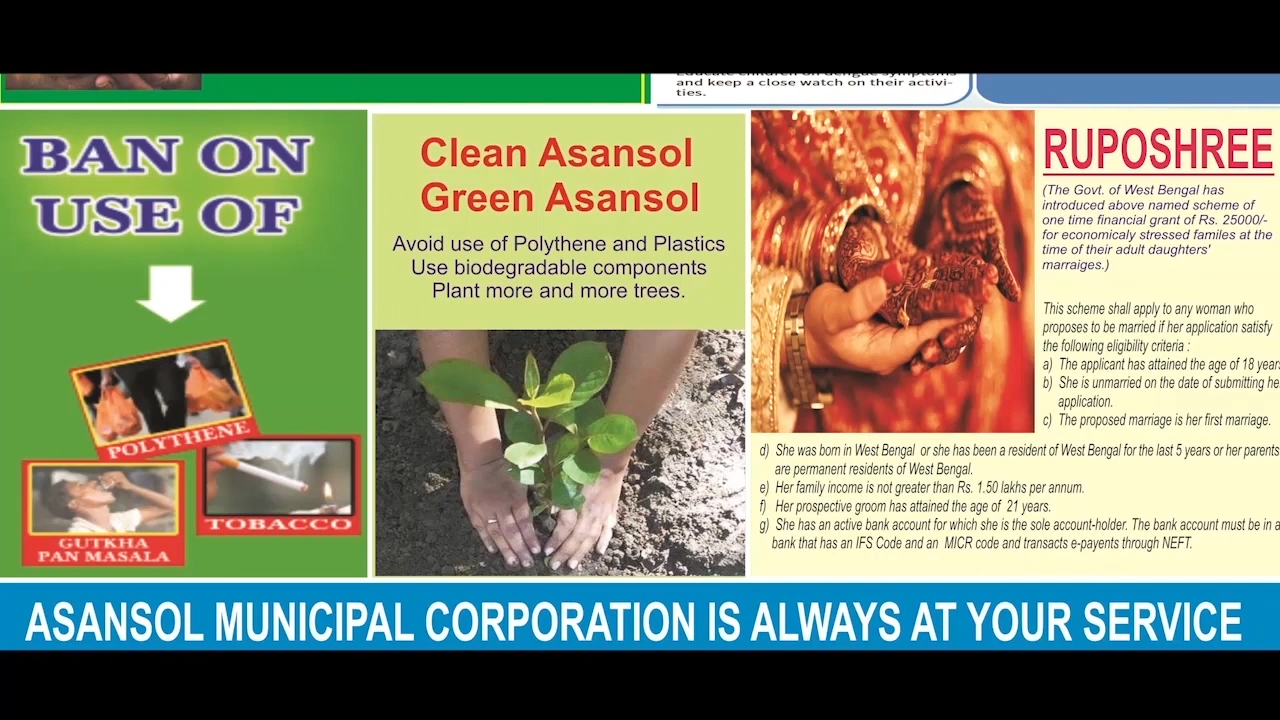 and keep a close watch on their activi-
ties.
BAN ON
USE OF
POLYTHENE
TOBACCO
GUTKHA
PAN MASALA
Clean Asansol
Green Asansol
Avoid use of Polythene and Plastics
Use biodegradable components
Plant more and more trees.
RUPOSHREE
(The Govt. of West Bengal has
introduced above named scheme of
one time financial grant of Rs. 25000/-
for economicaly stressed familes at the
time of their adult daughters'
marraiges.)
This scheme shall apply to any woman who
proposes to be married if her application satisfy
the following eligibility criteria :
a) The applicant has attained the age of 18 years
b) She is unmarried on the date of submitting he
application.
c) The proposed marriage is her first marriage.
d) She was born in West Bengal or she has been a resident of West Bengal for the last 5 years or her parents
are permanent residents of West Bengal.
e) Her family income is not greater than Rs. 1.50 lakhs per annum.
f) Her prospective groom has attained the age of 21 years.
g) She has an active bank account for which she is the sole account-holder. The bank account must be in a
bank that has an IFS Code and an MICR code and transacts e-payents through NEFT.
ASANSOL MUNICIPAL CORPORATION IS ALWAYS AT YOUR SERVICE